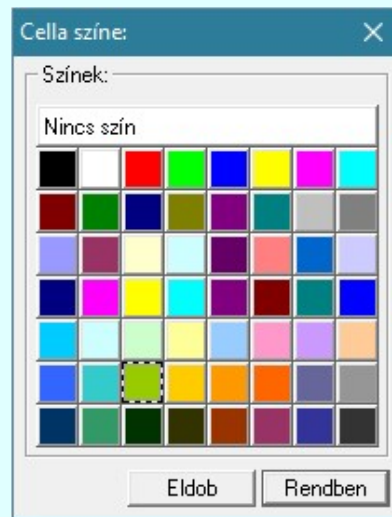 Cella színe:
Színek:
Nincs szín
Eldob
Rendben